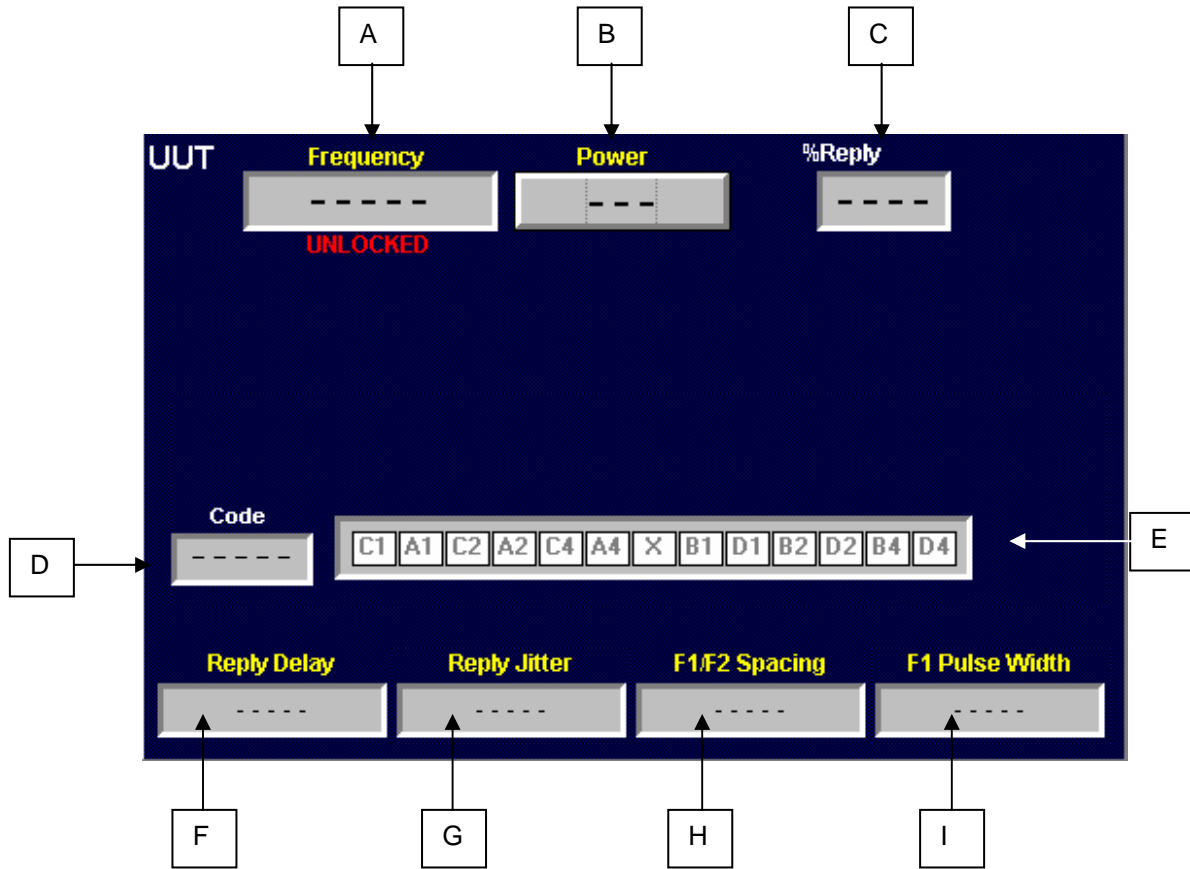 A B C
UUT Frequency Power %Reply
- - - - - - - - - - - -
UNLOCKED
Code
- - - - - C1 A1 C2 A2 C4 A4 X B1 D1 B2 D2 B4 D4
D E
Reply Delay Reply Jitter F1/F2 Spacing F1 Pulse Width
- - - - - - - - - - - - - - - - - - - -
F G H I